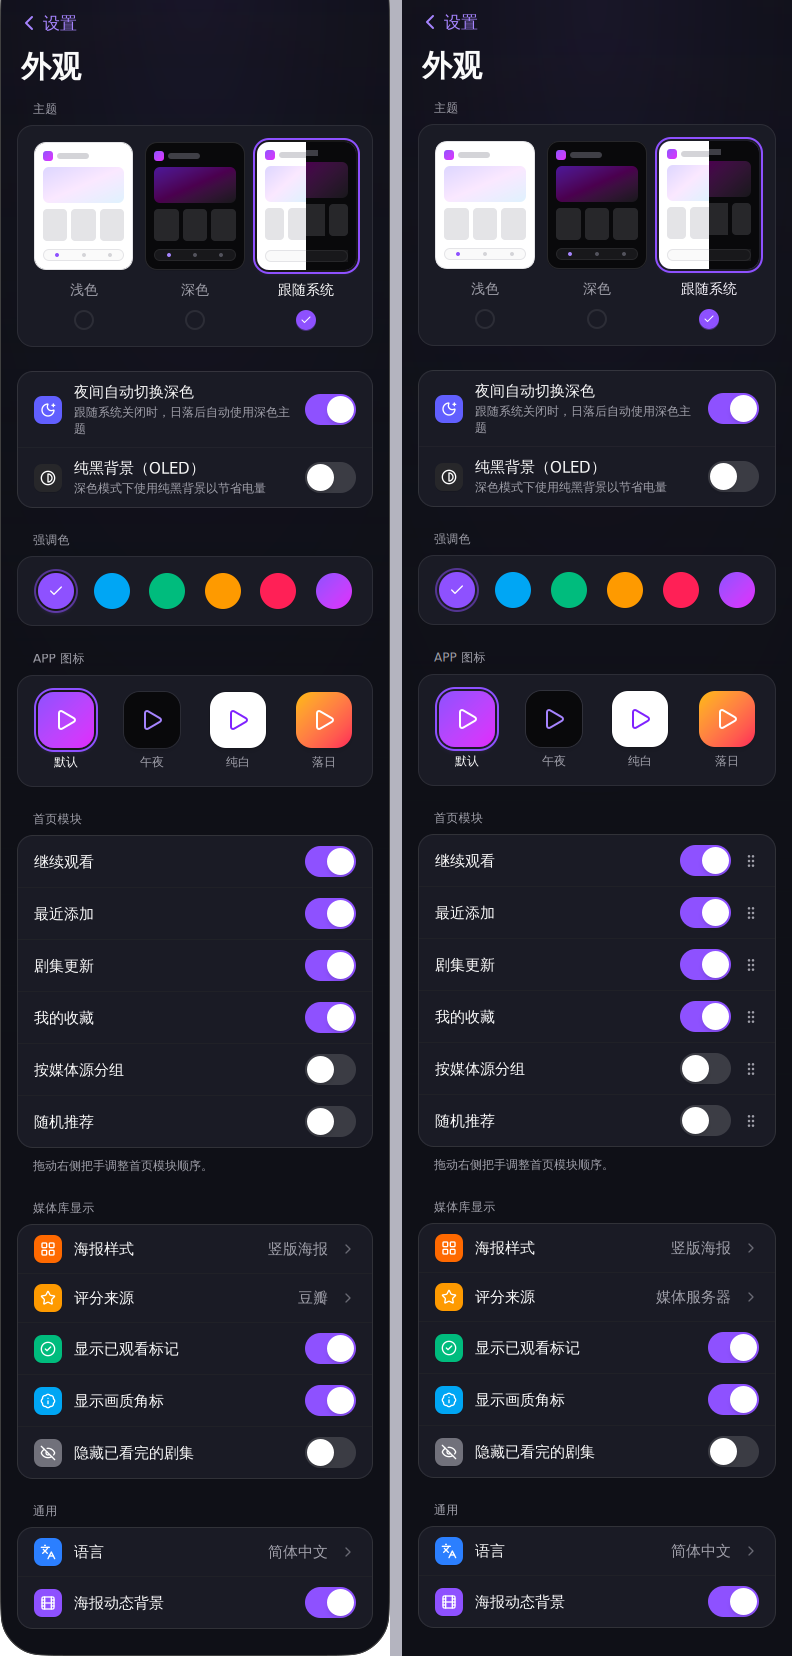 设置
外观
主题
浅色
深色
跟随系统
夜间自动切换深色
跟随系统关闭时，日落后自动使用深色主
题
纯黑背景（OLED）
深色模式下使用纯黑背景以节省电量
强调色
APP 图标
默认
午夜
纯白
落日
首页模块
继续观看
最近添加
剧集更新
我的收藏
按媒体源分组
随机推荐
拖动右侧把手调整首页模块顺序。
媒体库显示
海报样式 竖版海报
评分来源 豆瓣
显示已观看标记
显示画质角标
隐藏已看完的剧集
通用
语言 简体中文
海报动态背景
设置
外观
主题
浅色
深色
跟随系统
夜间自动切换深色
跟随系统关闭时，日落后自动使用深色主
题
纯黑背景（OLED）
深色模式下使用纯黑背景以节省电量
强调色
APP 图标
默认
午夜
纯白
落日
首页模块
继续观看
最近添加
剧集更新
我的收藏
按媒体源分组
随机推荐
拖动右侧把手调整首页模块顺序。
媒体库显示
海报样式 竖版海报
评分来源 媒体服务器
显示已观看标记
显示画质角标
隐藏已看完的剧集
通用
语言 简体中文
海报动态背景